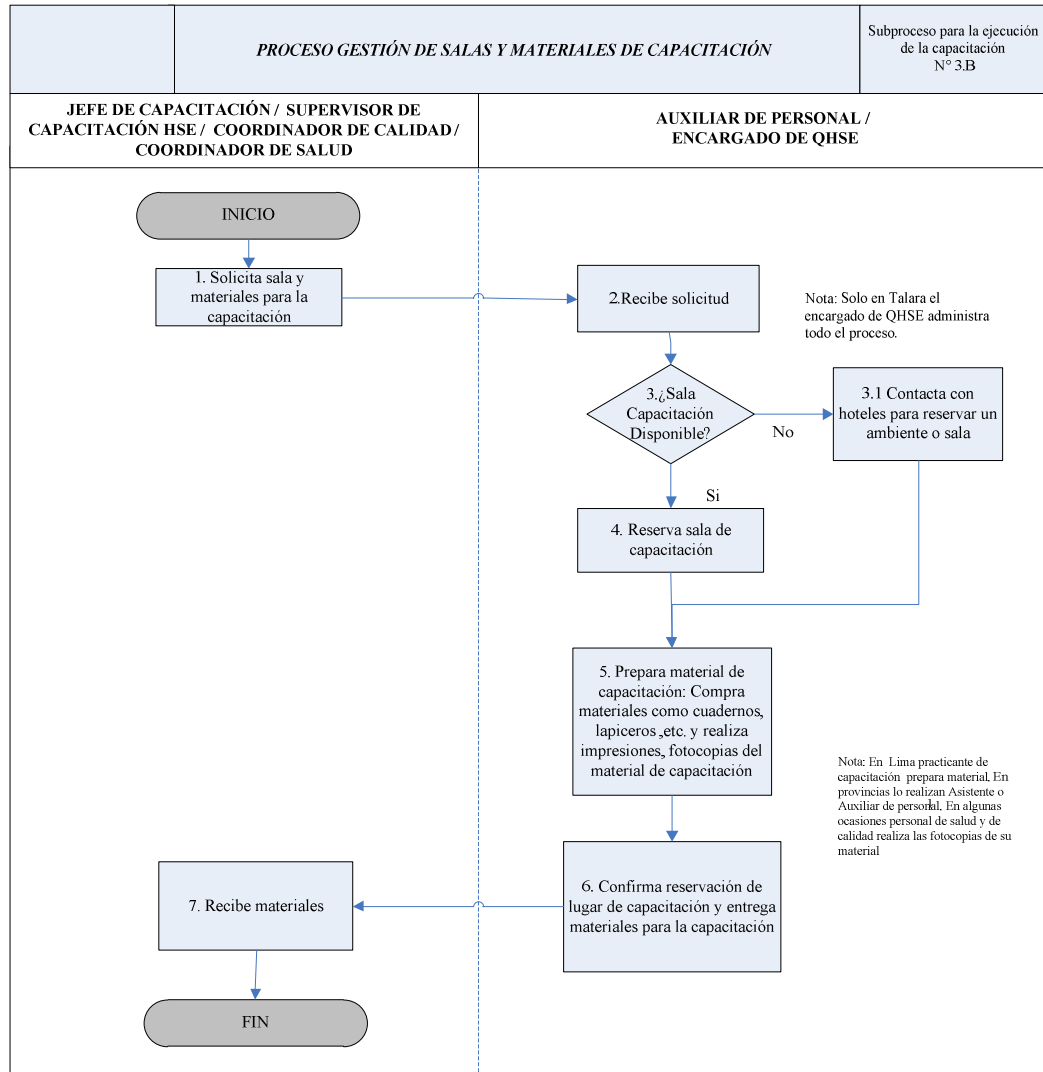 PROCESO GESTIÓN DE SALAS Y MATERIALES DE CAPACITACIÓN
Subproceso para la ejecución
de la capacitación
N° 3.B
JEFE DE CAPACITACIÓN / SUPERVISOR DE
CAPACITACIÓN HSE / COORDINADOR DE CALIDAD /
COORDINADOR DE SALUD
AUXILIAR DE PERSONAL /
ENCARGADO DE QHSE
INICIO
1. Solicita sala y
materiales para la
capacitación
2.Recibe solicitud
Nota: Solo en Talara el
encargado de QHSE administra
todo el proceso.
3.¿Sala
Capacitación
Disponible?
No
3.1 Contacta con
hoteles para reservar un
ambiente o sala
Si
4. Reserva sala de
capacitación
5. Prepara material de
capacitación: Compra
materiales como cuadernos,
lapiceros ,etc. y realiza
impresiones, fotocopias del
material de capacitación
Nota: En Lima practicante de
capacitación prepara material. En
provincias lo realizan Asistente o
Auxiliar de personal. En algunas
ocasiones personal de salud y de
calidad realiza las fotocopias de su
material
6. Confirma reservación de
lugar de capacitación y entrega
materiales para la capacitación
7. Recibe materiales
FIN